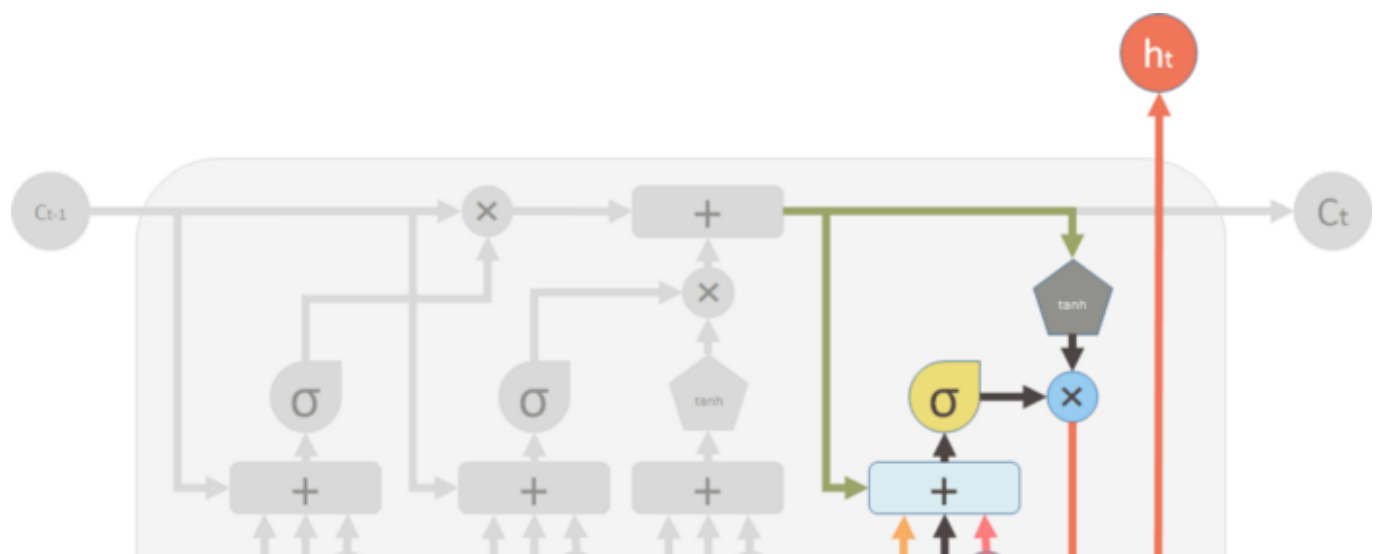 ht
Ct-1
×
+
Ct
×
tanh
σ
σ
tanh
σ
×
+
+
+
+